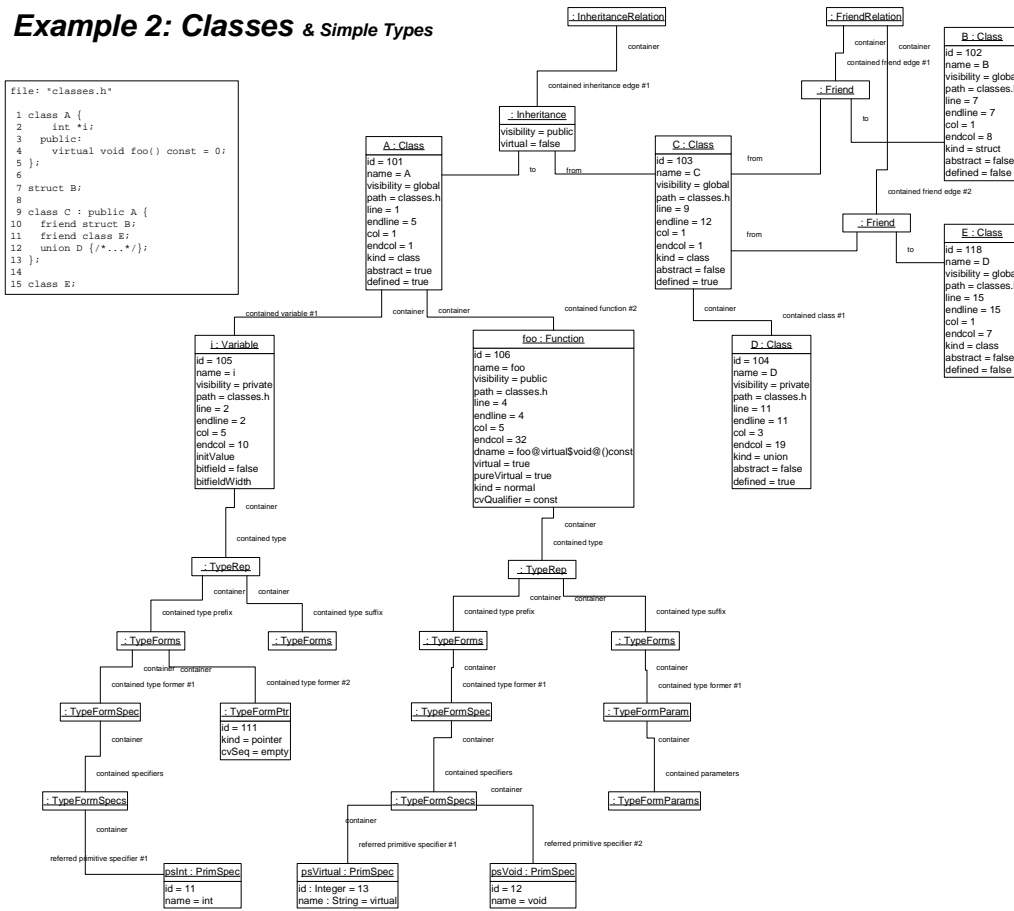 Example 2: Classes & Simple Types
file: "classes.h"
1 class A {
2 int *i;
3 public:
4 virtual void foo() const = 0;
5 };
6
7 struct B;
8
9 class C : public A {
10 friend struct B;
11 friend class E;
12 union D {/*...*/};
13 };
14
15 class E;
: InheritanceRelation
container
contained inheritance edge #1
: Inheritance
visibility = public
virtual = false
to
from
: FriendRelation
container
container
contained friend edge #1
: Friend
from
to
contained friend edge #2
: Friend
from
to
B : Class
id = 102
name = B
visibility = globa
path = classes.
line = 7
endline = 7
col = 1
endcol = 8
kind = struct
abstract = false
defined = false
A : Class
id = 101
name = A
visibility = global
path = classes.h
line = 1
endline = 5
col = 1
endcol = 1
kind = class
abstract = true
defined = true
C : Class
id = 103
name = C
visibility = global
path = classes.h
line = 9
endline = 12
col = 1
endcol = 1
kind = class
abstract = false
defined = true
E : Class
id = 118
name = D
visibility = globa
path = classes.
line = 15
endline = 15
col = 1
endcol = 7
kind = class
abstract = false
defined = false
contained variable #1
container
container
contained function #2
container
contained class #1
i : Variable
id = 105
name = i
visibility = private
path = classes.h
line = 2
endline = 2
col = 5
endcol = 10
initValue
bitfield = false
bitfieldWidth
foo : Function
id = 106
name = foo
visibility = public
path = classes.h
line = 4
endline = 4
col = 5
endcol = 32
dname = foo@virtual$void@()const
virtual = true
pureVirtual = true
kind = normal
cvQualifier = const
D : Class
id = 104
name = D
visibility = private
path = classes.h
line = 11
endline = 11
col = 3
endcol = 19
kind = union
abstract = false
defined = true
container
contained type
: TypeRep
container
container
contained type prefix
contained type suffix
: TypeForms
: TypeForms
container
container
contained type former #1
contained type former #2
: TypeFormSpec
: TypeFormPtr
id = 111
kind = pointer
cvSeq = empty
container
contained specifiers
: TypeFormSpecs
container
referred primitive specifier #1
psInt : PrimSpec
id = 11
name = int
container
contained type
: TypeRep
container
container
contained type prefix
contained type suffix
: TypeForms
: TypeForms
container
container
contained type former #1
contained type former #1
: TypeFormSpec
: TypeFormParam
container
container
contained specifiers
contained parameters
: TypeFormSpecs
: TypeFormParams
container
container
referred primitive specifier #1
referred primitive specifier #2
psVirtual : PrimSpec
id : Integer = 13
name : String = virtual
psVoid : PrimSpec
id = 12
name = void